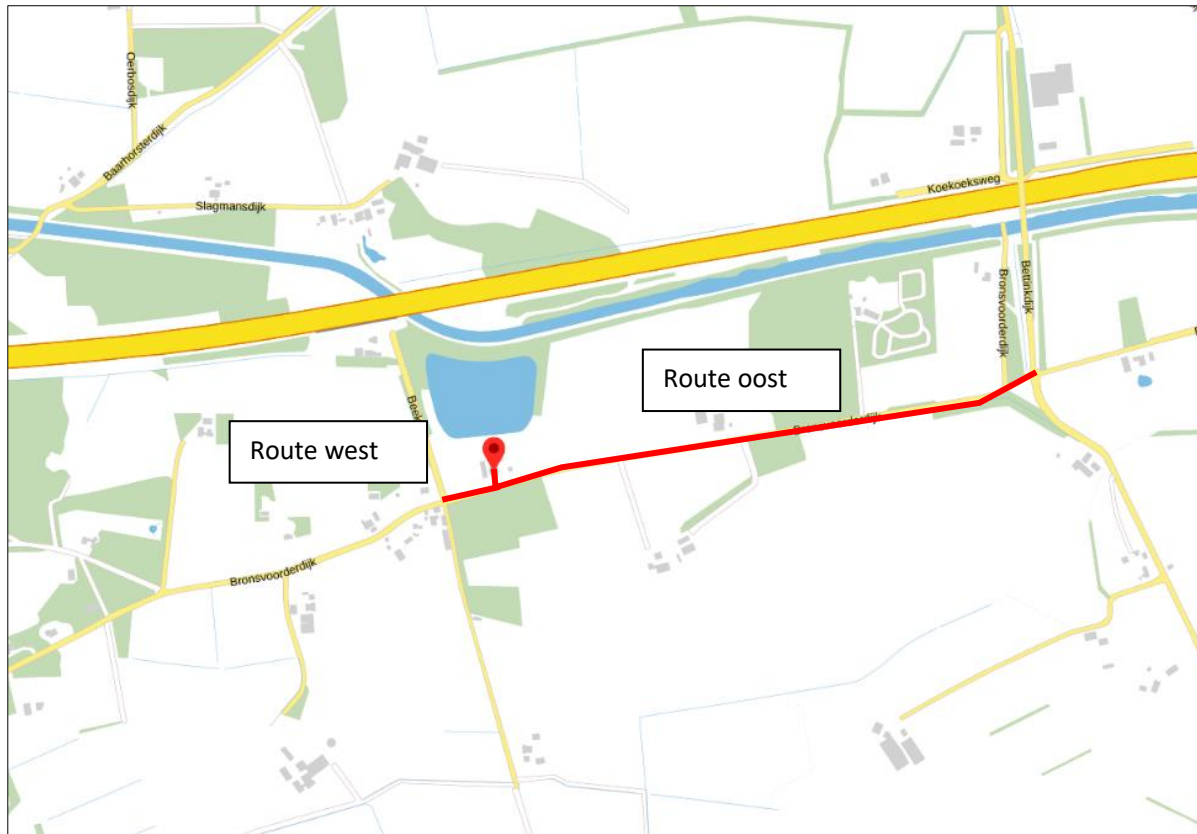 Oerbosdijk
Baarhorsterdijk
Slagmansdijk
Koekoeksweg
Bettinkdijk
Bronsvoorderdijk
Route oost
Route west
Bronsvoorderdijk